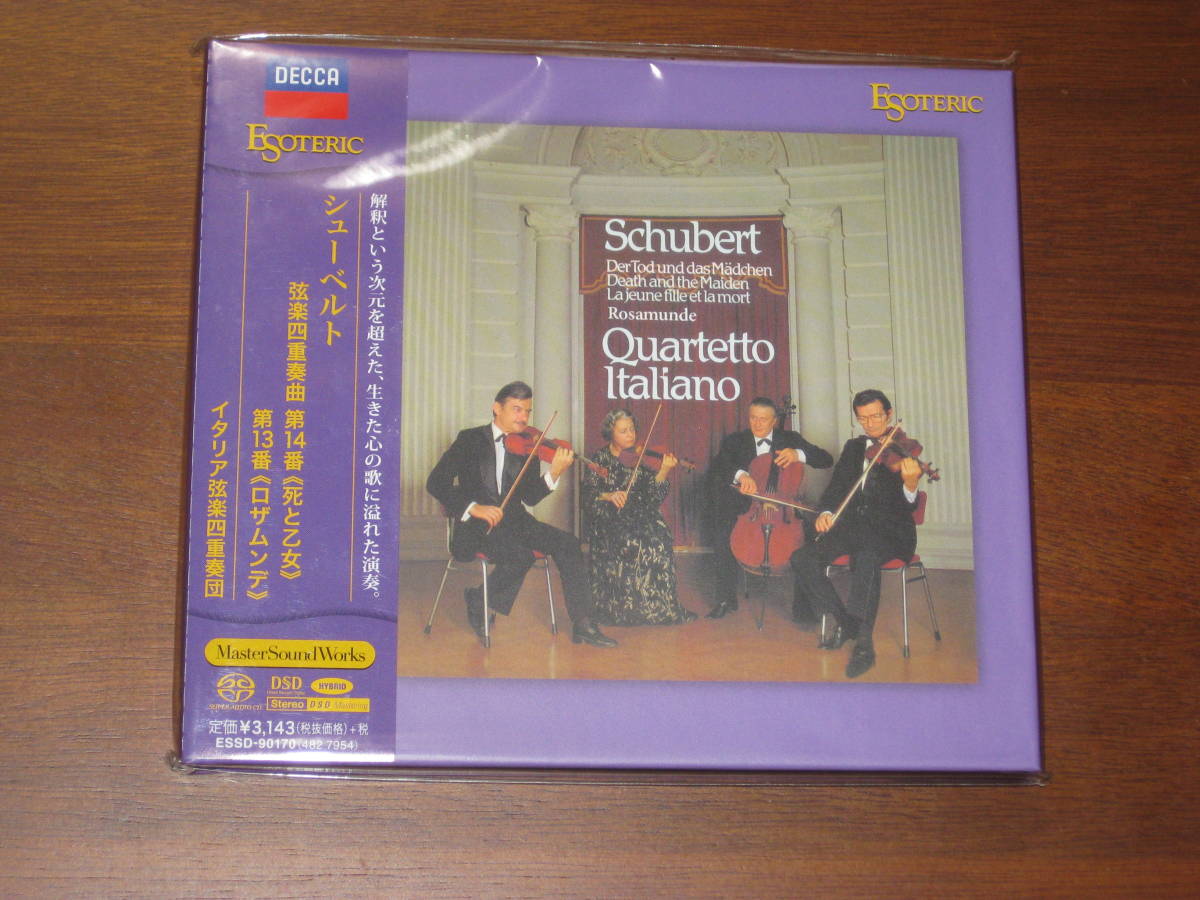 DECCA
ESOTERIC
解釈という次元を超えた、生きた心の歌に溢れた演奏。
シューベルト
弦楽四重奏曲 第14番《死と乙女》
第13番《ロザムンデ》
イタリア弦楽四重奏団
MasterSoundWorks
SUPER AUDIO CD
DSD
HYBRID
Stereo
DSD Mastering
定価¥3,143(税抜価格)+税
ESSD-90170(482 7954)
ESOTERIC
Schubert
Der Tod und das Mädchen
Death and the Maiden
La jeune fille et la mort
Rosamunde
Quartetto
Italiano